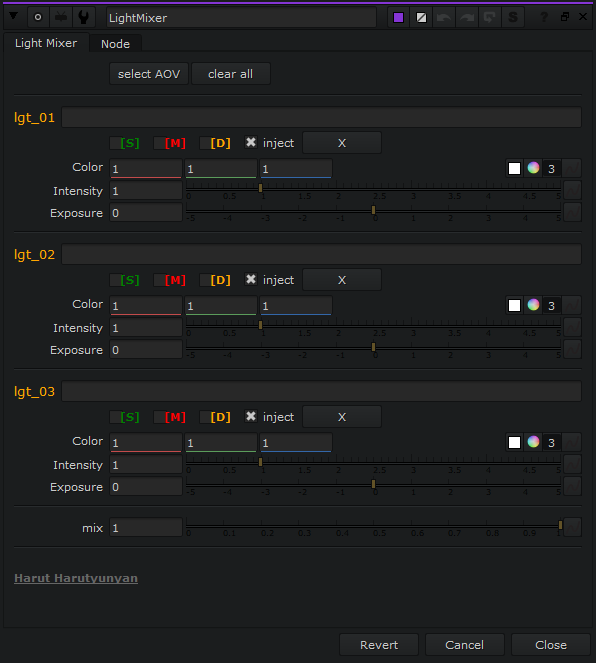 LightMixer S ?
Light Mixer Node
select AOV clear all
lgt_01
[S] [M] [D] inject X
Color 1 1 1 3
Intensity 1 0 0.5 1 1.5 2 2.5 3 3.5 4 4.5 5
Exposure 0 -5 -4 -3 -2 -1 0 1 2 3 4 5
lgt_02
[S] [M] [D] inject X
Color 1 1 1 3
Intensity 1 0 0.5 1 1.5 2 2.5 3 3.5 4 4.5 5
Exposure 0 -5 -4 -3 -2 -1 0 1 2 3 4 5
lgt_03
[S] [M] [D] inject X
Color 1 1 1 3
Intensity 1 0 0.5 1 1.5 2 2.5 3 3.5 4 4.5 5
Exposure 0 -5 -4 -3 -2 -1 0 1 2 3 4 5
mix 1 0 0.1 0.2 0.3 0.4 0.5 0.6 0.7 0.8 0.9 1
Harut Harutyunyan
Revert Cancel Close